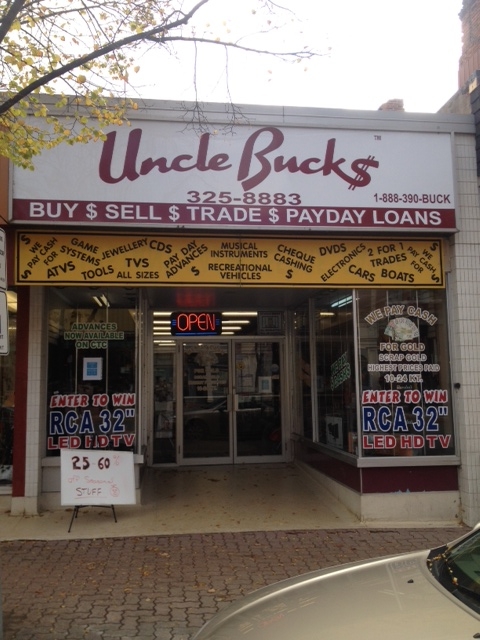 Uncle Buck$ ™
325-8883
1-888-390-BUCK
BUY $ SELL $ TRADE $ PAYDAY LOANS
$ WE PAY CASH FOR $
GAME SYSTEMS
ATVS
JEWELLERY
TOOLS
CDS
TVS
ALL SIZES
PAY DAY ADVANCES
$
MUSICAL INSTRUMENTS
RECREATIONAL VEHICLES
CHEQUE CASHING
$
DVDS
ELECTRONICS
2 FOR 1 TRADES
CARS
BOATS
$ WE PAY CASH FOR $
OPEN
ADVANCES
NOW AVAILABLE
ON CTC
ENTER TO WIN
RCA 32"
LED HDTV
25 60
STUFF
WE PAY CASH
FOR GOLD
SCRAP GOLD
HIGHEST PRICES PAID
10-24 KT.
ENTER TO WIN
RCA 32"
LED HDTV